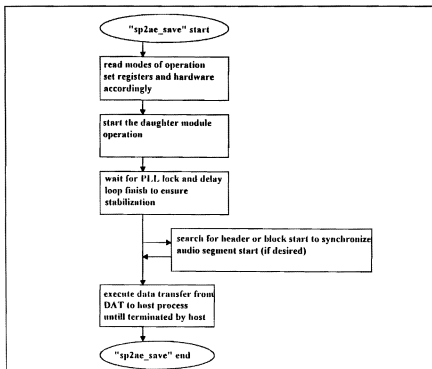 "sp2ae_save" start
read modes of operation
set registers and hardware
accordingly
start the daughter module
operation
wait for PLL lock and delay
loop finish to ensure
stabilization
search for header or block start to synchronize
audio segment start (if desired)
execute data transfer from
DAT to host process
untill terminated by host
"sp2ae_save" end